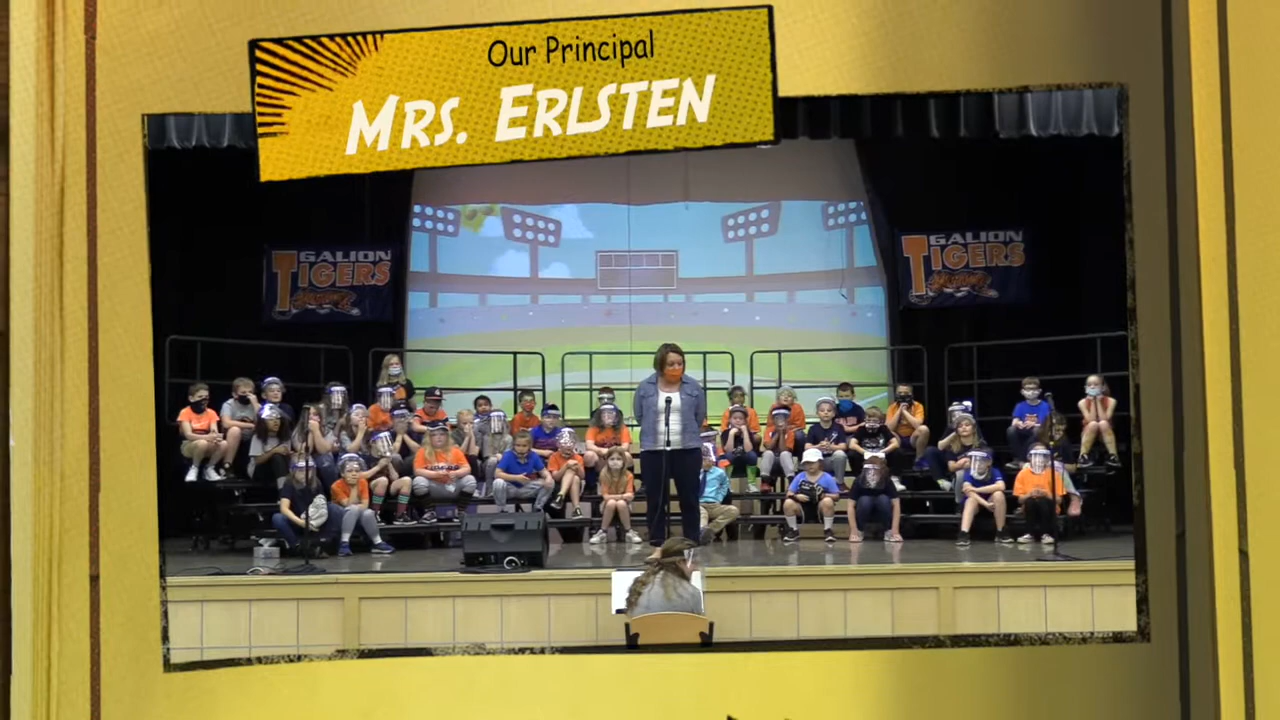 Our Principal
MRS. ERLSTEN
GALION
TIGERS
GALION
TIGERS